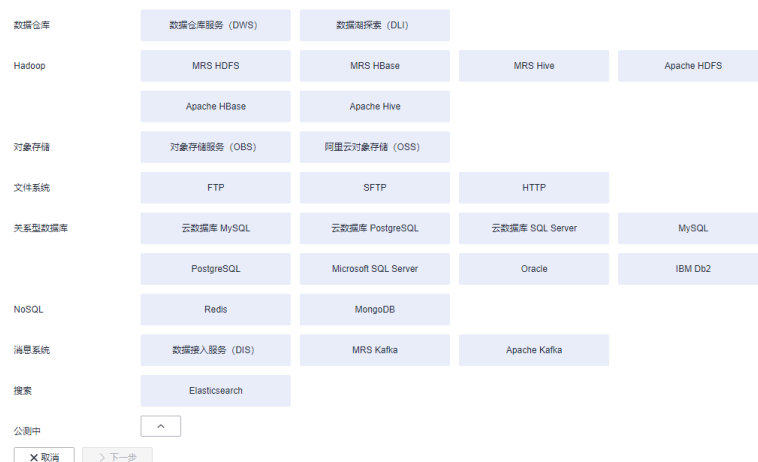 数据仓库 数据仓库服务（DWS） 数据湖探索（DLI）
Hadoop MRS HDFS MRS HBase MRS Hive Apache HDFS
Apache HBase Apache Hive
对象存储 对象存储服务（OBS） 阿里云对象存储（OSS）
文件系统 FTP SFTP HTTP
关系型数据库 云数据库 MySQL 云数据库 PostgreSQL 云数据库 SQL Server MySQL
PostgreSQL Microsoft SQL Server Oracle IBM Db2
NoSQL Redis MongoDB
消息系统 数据接入服务（DIS） MRS Kafka Apache Kafka
搜索 Elasticsearch
公测中
取消 下一步